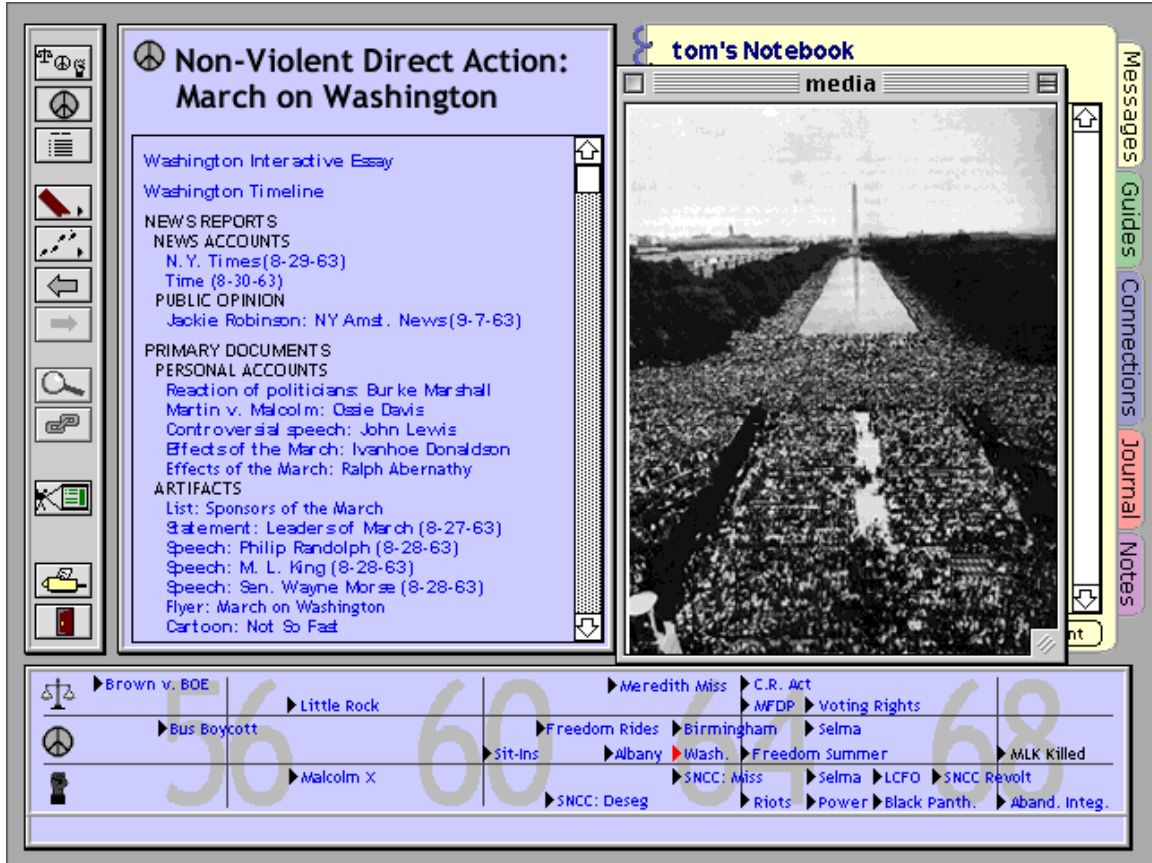 Non-Violent Direct Action:
March on Washington
Washington Interactive Essay
Washington Timeline
NEWS REPORTS
NEWS ACCOUNTS
N.Y. Times (8-29-63)
Time (8-30-63)
PUBLIC OPINION
Jackie Robinson: NY Amst. News (9-7-63)
PRIMARY DOCUMENTS
PERSONAL ACCOUNTS
Reaction of politicians: Burke Marshall
Martin v. Malcolm: Ossie Davis
Controversial speech: John Lewis
Effects of the March: Ivanhoe Donaldson
Effects of the March: Ralph Abernathy
ARTIFACTS
List: Sponsors of the March
Statement: Leaders of March (8-27-63)
Speech: Philip Randolph (8-28-63)
Speech: M. L. King (8-28-63)
Speech: Sen. Wayne Morse (8-28-63)
Flyer: March on Washington
Cartoon: Not So Fast
tom's Notebook
media
nt
Messages
Guides
Connections
Journal
Notes
56 60 64 68
Brown v. BOE Meredith Miss C.R. Act
Little Rock MFDP Voting Rights
Bus Boycott Freedom Rides Birmingham Selma
Sit-Ins Albany Wash. Freedom Summer MLK Killed
Malcolm X SNCC: Miss Selma LCFO SNCC Revolt
SNCC: Deseg Riots Power Black Panth. Aband. Integ.